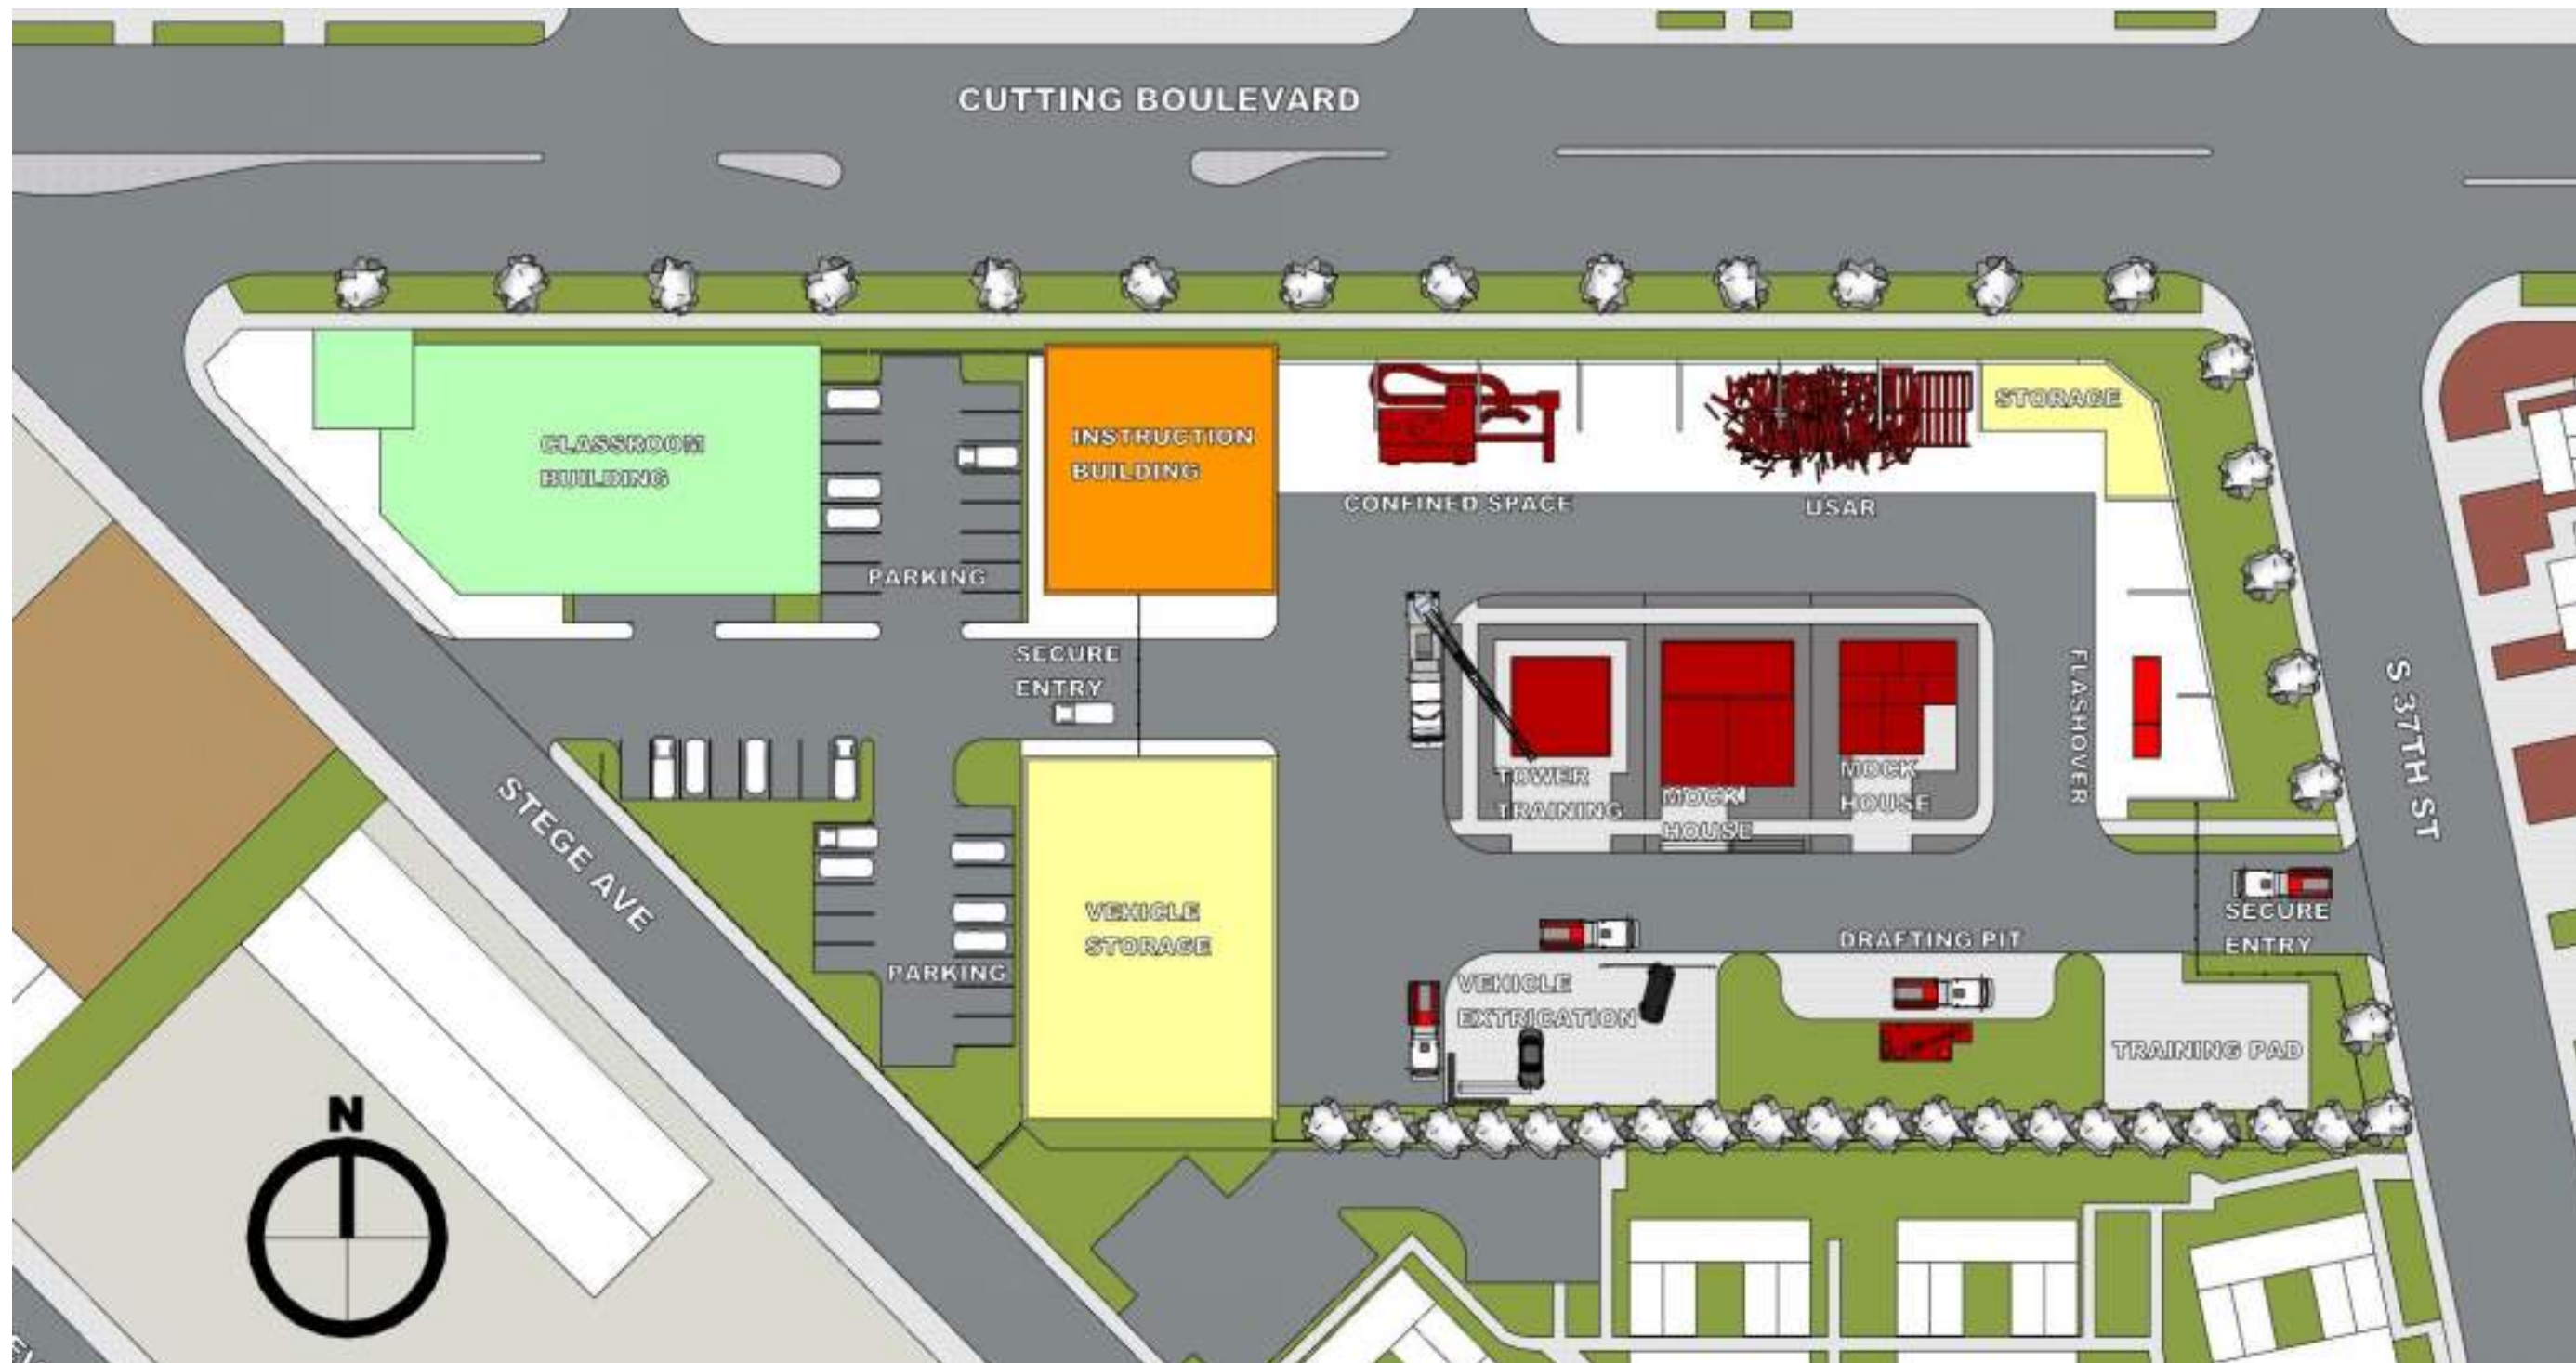 CUTTING BOULEVARD
CLASSROOM
BUILDING
PARKING
INSTRUCTION
BUILDING
CONFINED SPACE
USAR
STORAGE
SECURE
ENTRY
STEGE AVE
PARKING
VEHICLE
STORAGE
TOWER
TRAINING
MOCK
HOUSE
MOCK
HOUSE
FLASHOVER
S 37TH ST
SECURE
ENTRY
DRAFTING PIT
VEHICLE
EXTRICATION
TRAINING PAD
N